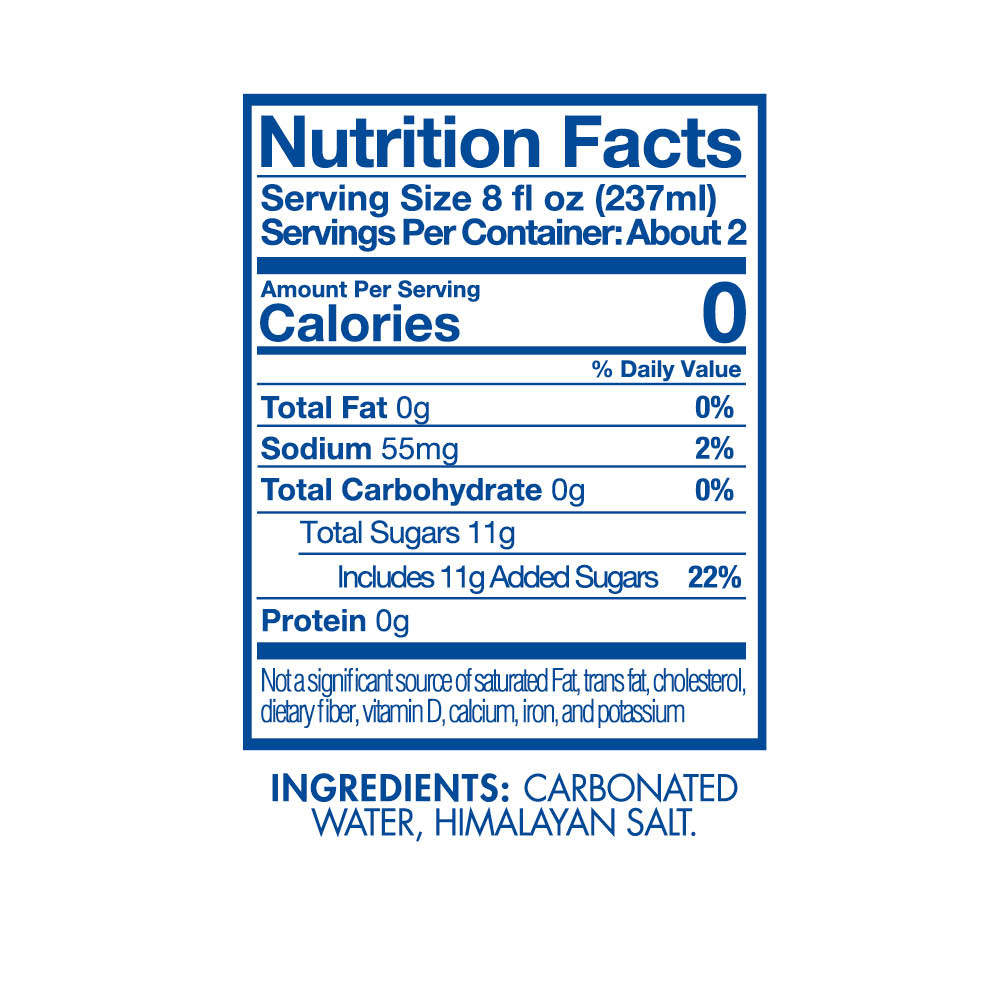 Nutrition Facts
Serving Size 8 fl oz (237ml)
Servings Per Container: About 2
Amount Per Serving
Calories 0
% Daily Value
Total Fat 0g 0%
Sodium 55mg 2%
Total Carbohydrate 0g 0%
Total Sugars 11g
Includes 11g Added Sugars 22%
Protein 0g
Not a significant source of saturated Fat, trans fat, cholesterol,
dietary fiber, vitamin D, calcium, iron, and potassium
INGREDIENTS: CARBONATED
WATER, HIMALAYAN SALT.